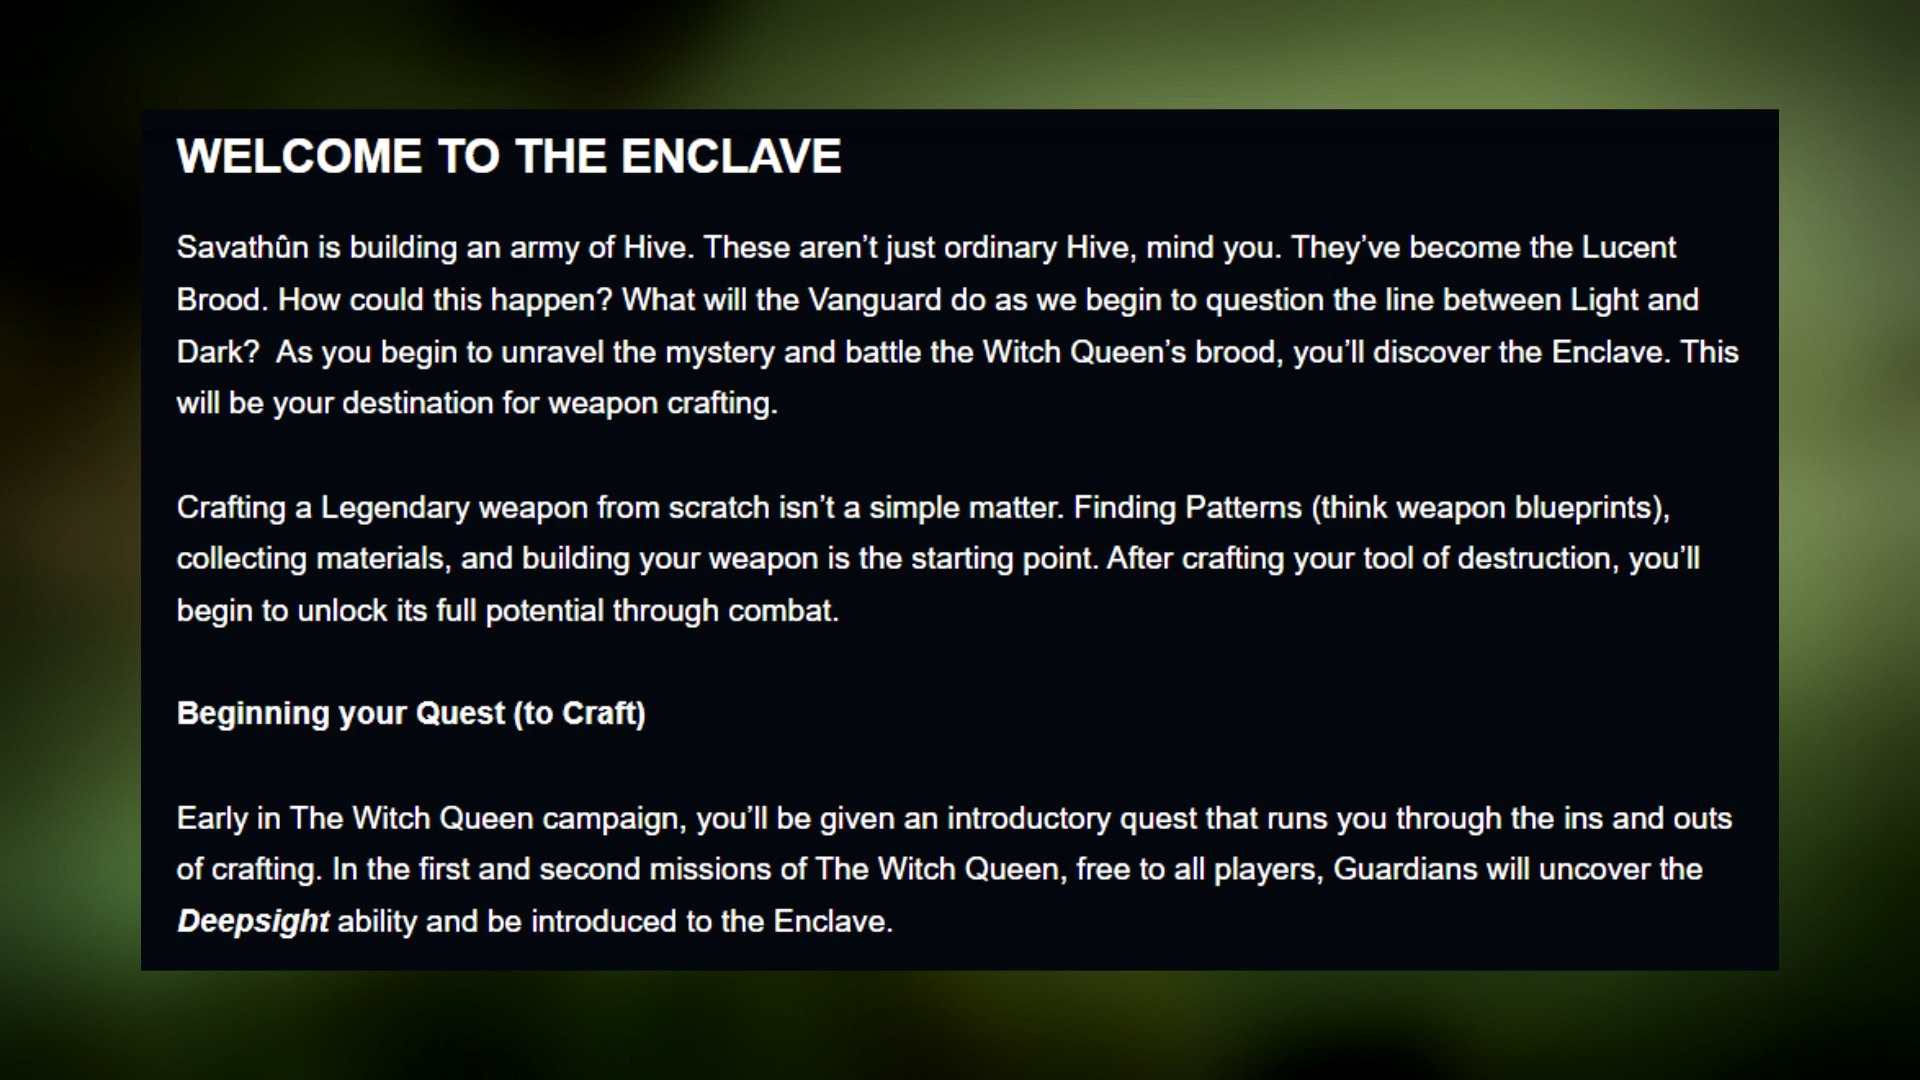 WELCOME TO THE ENCLAVE
Savathûn is building an army of Hive. These aren’t just ordinary Hive, mind you. They’ve become the Lucent
Brood. How could this happen? What will the Vanguard do as we begin to question the line between Light and
Dark?  As you begin to unravel the mystery and battle the Witch Queen’s brood, you’ll discover the Enclave. This
will be your destination for weapon crafting.
Crafting a Legendary weapon from scratch isn’t a simple matter. Finding Patterns (think weapon blueprints),
collecting materials, and building your weapon is the starting point. After crafting your tool of destruction, you’ll
begin to unlock its full potential through combat.
Beginning your Quest (to Craft)
Early in The Witch Queen campaign, you’ll be given an introductory quest that runs you through the ins and outs
of crafting. In the first and second missions of The Witch Queen, free to all players, Guardians will uncover the
Deepsight ability and be introduced to the Enclave.